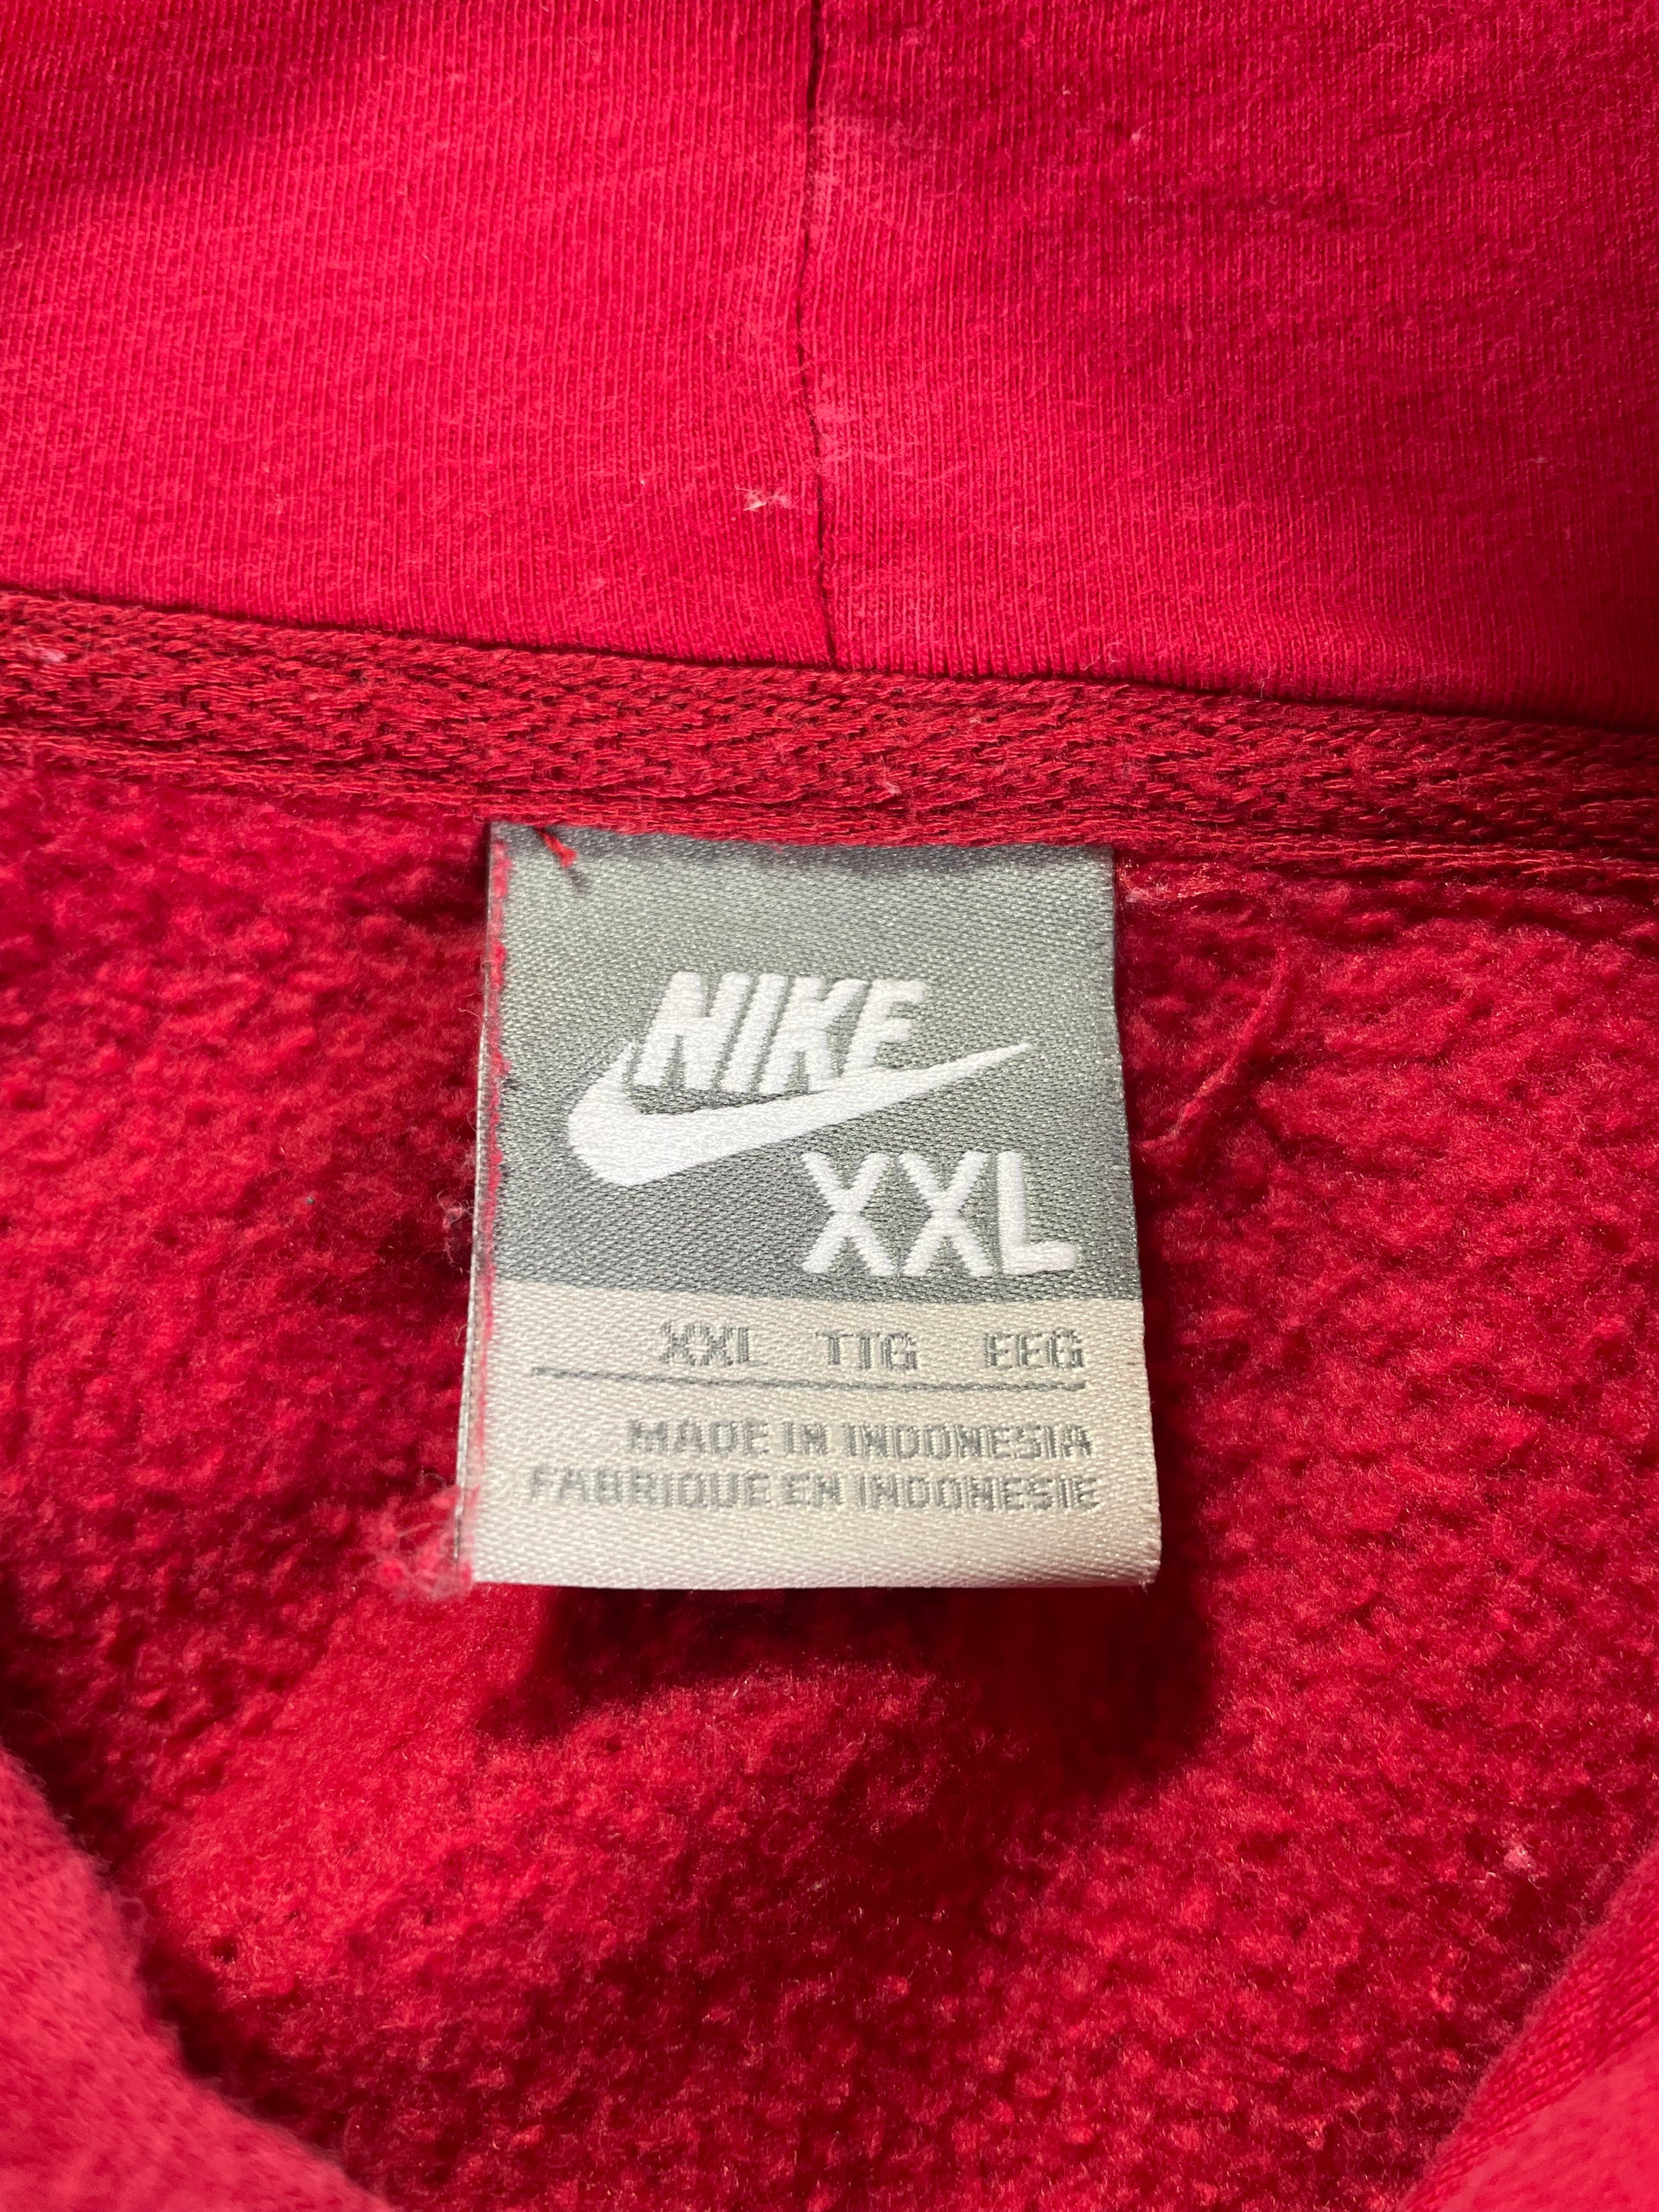 NIKE
XXL
XXL TTG EEG
MADE IN INDONESIA
FABRIQUE EN INDONESIE